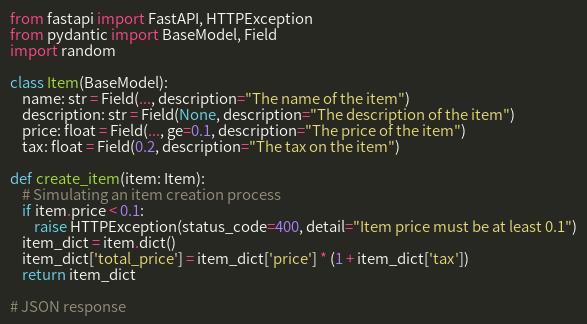 from fastapi import FastAPI, HTTPException
from pydantic import BaseModel, Field
import random

class Item(BaseModel):
    name: str = Field(..., description="The name of the item")
    description: str = Field(None, description="The description of the item")
    price: float = Field(..., ge=0.1, description="The price of the item")
    tax: float = Field(0.2, description="The tax on the item")

def create_item(item: Item):
    # Simulating an item creation process
    if item.price < 0.1:
        raise HTTPException(status_code=400, detail="Item price must be at least 0.1")
    item_dict = item.dict()
    item_dict['total_price'] = item_dict['price'] * (1 + item_dict['tax'])
    return item_dict

# JSON response